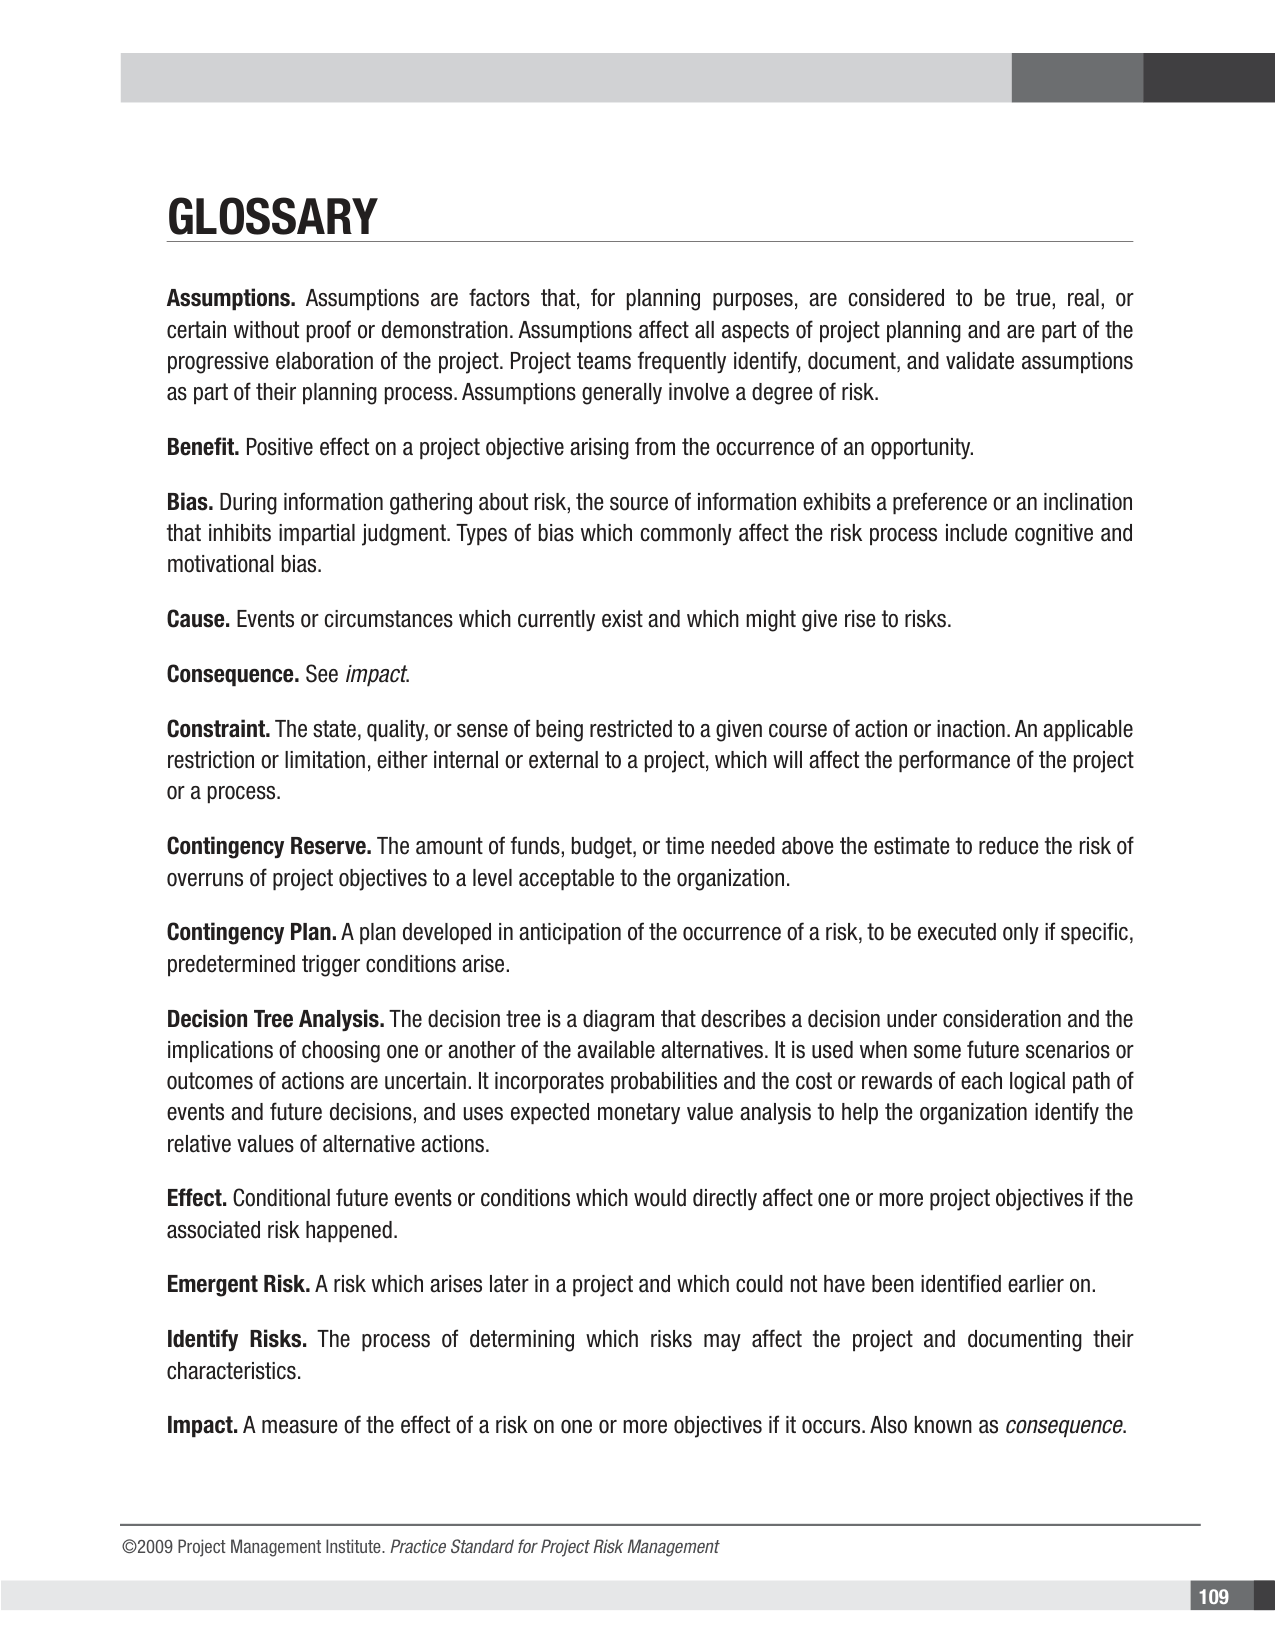 GLOSSARY
Assumptions. Assumptions are factors that, for planning purposes, are considered to be true, real, or
certain without proof or demonstration. Assumptions affect all aspects of project planning and are part of the
progressive elaboration of the project. Project teams frequently identify, document, and validate assumptions
as part of their planning process. Assumptions generally involve a degree of risk.
Benefit. Positive effect on a project objective arising from the occurrence of an opportunity.
Bias. During information gathering about risk, the source of information exhibits a preference or an inclination
that inhibits impartial judgment. Types of bias which commonly affect the risk process include cognitive and
motivational bias.
Cause. Events or circumstances which currently exist and which might give rise to risks.
Consequence. See impact.
Constraint. The state, quality, or sense of being restricted to a given course of action or inaction. An applicable
restriction or limitation, either internal or external to a project, which will affect the performance of the project
or a process.
Contingency Reserve. The amount of funds, budget, or time needed above the estimate to reduce the risk of
overruns of project objectives to a level acceptable to the organization.
Contingency Plan. A plan developed in anticipation of the occurrence of a risk, to be executed only if specific,
predetermined trigger conditions arise.
Decision Tree Analysis. The decision tree is a diagram that describes a decision under consideration and the
implications of choosing one or another of the available alternatives. It is used when some future scenarios or
outcomes of actions are uncertain. It incorporates probabilities and the cost or rewards of each logical path of
events and future decisions, and uses expected monetary value analysis to help the organization identify the
relative values of alternative actions.
Effect. Conditional future events or conditions which would directly affect one or more project objectives if the
associated risk happened.
Emergent Risk. A risk which arises later in a project and which could not have been identified earlier on.
Identify Risks. The process of determining which risks may affect the project and documenting their
characteristics.
Impact. A measure of the effect of a risk on one or more objectives if it occurs. Also known as consequence.
©2009 Project Management Institute. Practice Standard for Project Risk Management
109